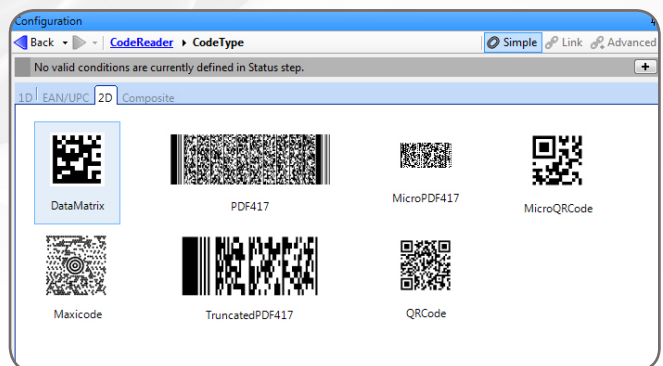 Configuration
Back CodeReader CodeType Simple Link Advanced
No valid conditions are currently defined in Status step.
1D EAN/UPC 2D Composite
DataMatrix PDF417 MicroPDF417 MicroQRCode
Maxicode TruncatedPDF417 QRCode